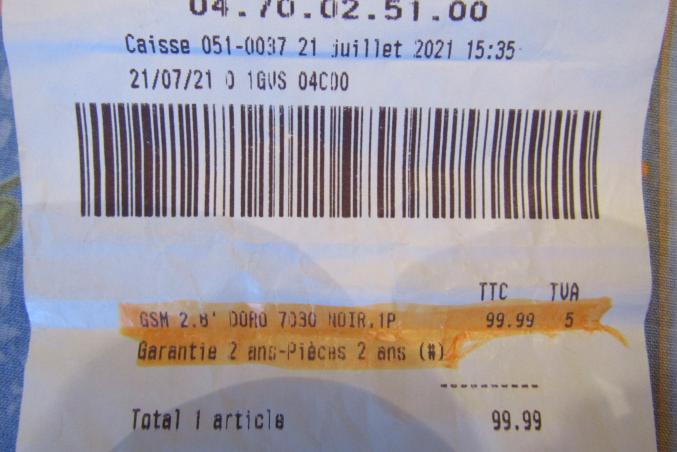 04.70.02.51.00
Caisse 051-0037 21 juillet 2021 15:35
21/07/21 0 1GVS 04C00
TTC TVA
GSM 2.8' DORO 7030 NOIR.1P 99.99 5
Garantie 2 ans-Pièces 2 ans (#)
----------
Total 1 article 99.99